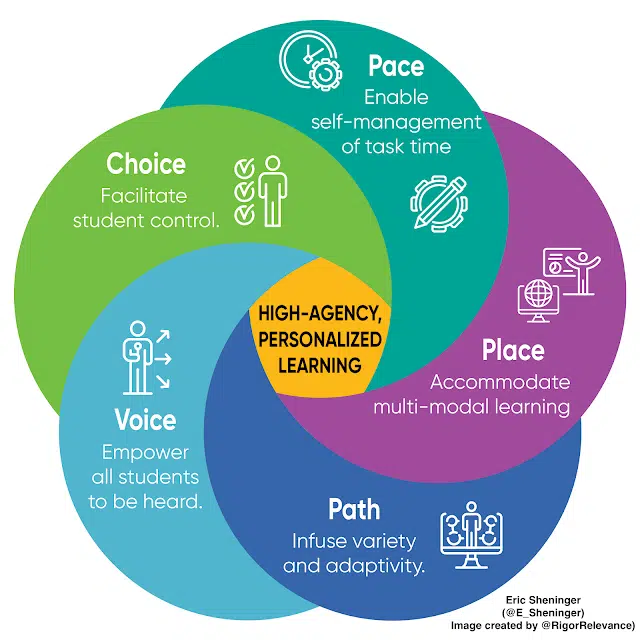 Pace
Enable
self-management
of task time
Choice
Facilitate
student control.
HIGH-AGENCY,
PERSONALIZED
LEARNING
Place
Accommodate
multi-modal learning
Voice
Empower
all students
to be heard.
Path
Infuse variety
and adaptivity.
Eric Sheninger
(@E_Sheninger)
Image created by @RigorRelevance)